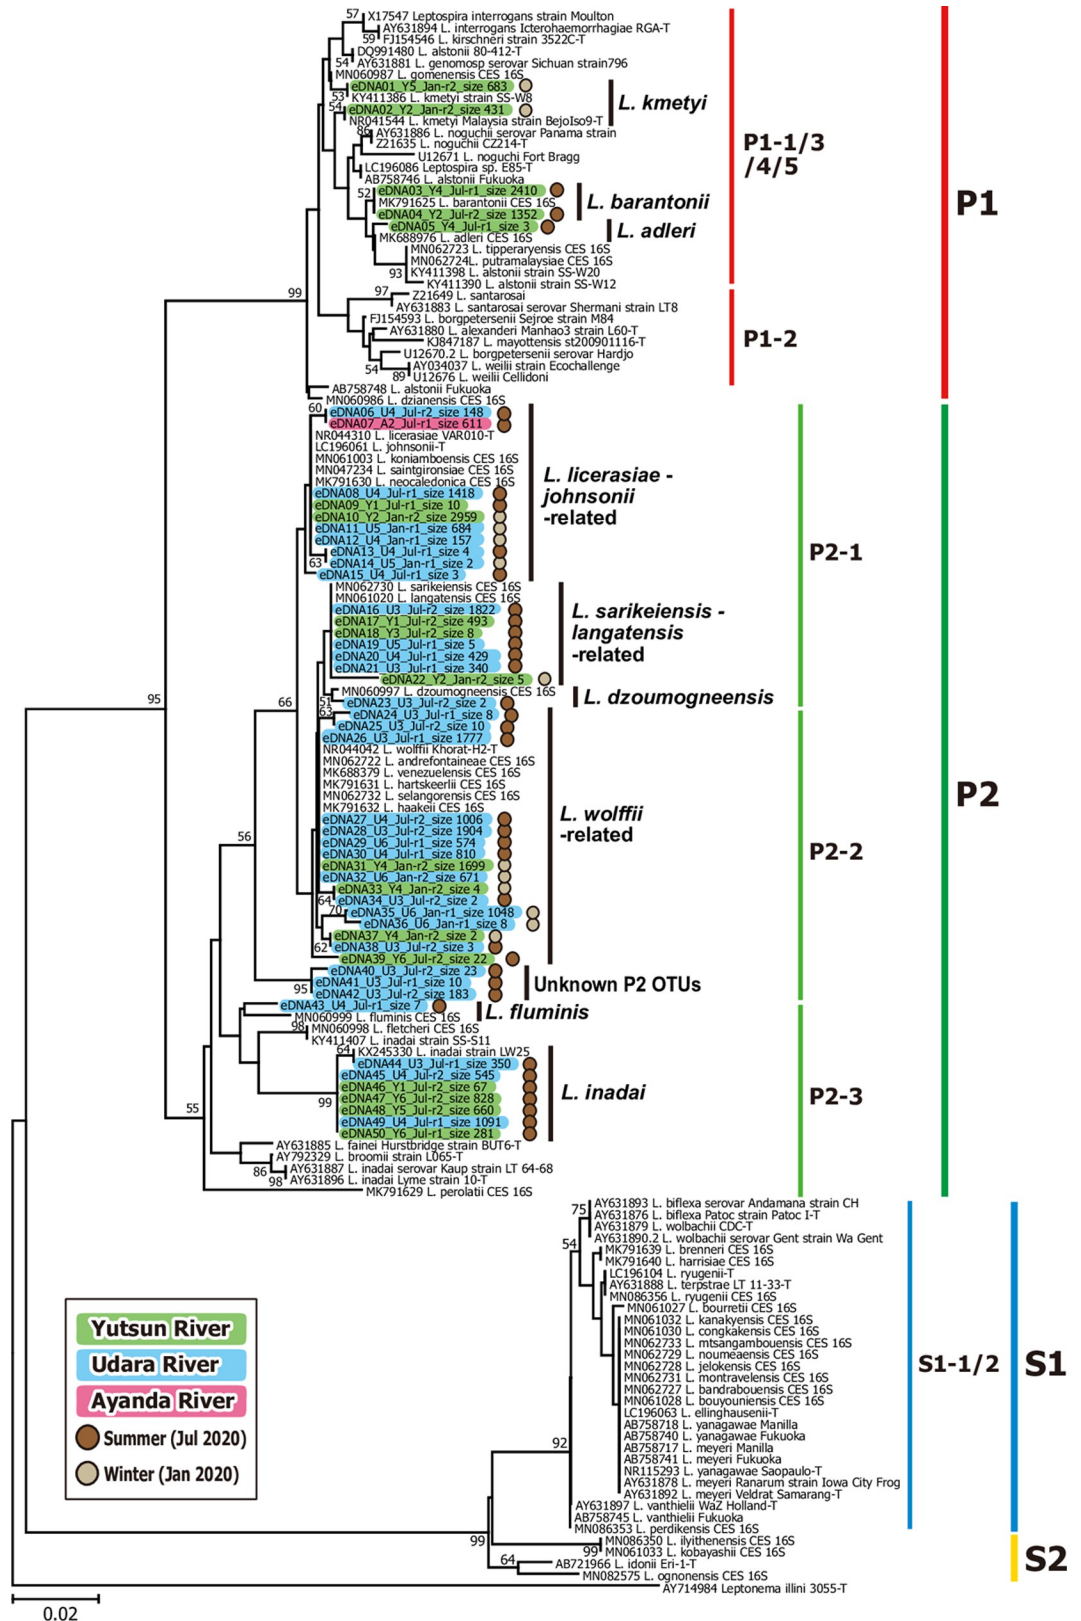 57 X17547 Leptospira interrogans strain Moulton
AY631894 L. interrogans Icterohaemorrhagiae RGA-T
59 FJ154546 L. kirschneri strain 3522C-T
DQ991480 L. alstonii 80-412-T
54 AY631881 L. genomosp serovar Sichuan strain796
MN060987 L. gomenensis CES 16S
eDNA01_Y5_Jan-r2_size 683
53 KY411386 L. kmetyi strain SS-W8
54 eDNA02_Y2_Jan-r2_size 431
NR041544 L. kmetyi Malaysia strain BejoIso9-T
L. kmetyi
86 AY631886 L. noguchii serovar Panama strain
Z21635 L. noguchii CZ214-T
U12671 L. noguchi Fort Bragg
LC196086 Leptospira sp. E85-T
AB758746 L. alstonii Fukuoka
52 eDNA03_Y4_Jul-r1_size 2410
MK791625 L. barantonii CES 16S
eDNA04_Y2_Jul-r2_size 1352
L. barantonii
eDNA05_Y4_Jul-r1_size 3
MK688976 L. adleri CES 16S
L. adleri
MN062723 L. tipperaryensis CES 16S
MN062724L. putramalaysiae CES 16S
93 KY411398 L. alstonii strain SS-W20
KY411390 L. alstonii strain SS-W12
P1-1/3
/4/5
P1
99
97 Z21649 L. santarosai
AY631883 L. santarosai serovar Shermani strain LT8
FJ154593 L. borgpetersenii Sejroe strain M84
AY631880 L. alexanderi Manhao3 strain L60-T
KJ847187 L. mayottensis st200901116-T
U12670.2 L. borgpetersenii serovar Hardjo
54 AY034037 L. weilii strain Ecochallenge
89 U12676 L. weilii Cellidoni
P1-2
AB758748 L. alstonii Fukuoka
MN060986 L. dzianensis CES 16S
60 eDNA06_U4_Jul-r2_size 148
eDNA07_A2_Jul-r1_size 611
NR044310 L. licerasiae VAR010-T
LC196061 L. johnsonii-T
MN061003 L. koniamboensis CES 16S
MN047234 L. saintgironsiae CES 16S
MK791630 L. neocaledonica CES 16S
eDNA08_U4_Jul-r1_size 1418
eDNA09_Y1_Jul-r1_size 10
eDNA10_Y2_Jan-r2_size 2959
eDNA11_U5_Jan-r1_size 684
eDNA12_U4_Jan-r1_size 157
eDNA13_U4_Jul-r1_size 4
63 eDNA14_U5_Jan-r1_size 2
eDNA15_U4_Jul-r1_size 3
L. licerasiae -
johnsonii
-related
P2-1
MN062730 L. sarikeiensis CES 16S
MN061020 L. langatensis CES 16S
eDNA16_U3_Jul-r2_size 1822
eDNA17_Y1_Jul-r2_size 493
eDNA18_Y3_Jul-r2_size 8
eDNA19_U5_Jul-r1_size 5
eDNA20_U4_Jul-r1_size 429
eDNA21_U3_Jul-r1_size 340
eDNA22_Y2_Jan-r2_size 5
L. sarikeiensis -
langatensis
-related
95
66
MN060997 L. dzoumogneensis CES 16S
51 eDNA23_U3_Jul-r2_size 2
L. dzoumogneensis
63 eDNA24_U3_Jul-r1_size 8
eDNA25_U3_Jul-r2_size 10
eDNA26_U3_Jul-r1_size 1777
NR044042 L. wolffii Khorat-H2-T
MN062722 L. andrefontaineae CES 16S
MK688379 L. venezuelensis CES 16S
MK791631 L. hartskeerlii CES 16S
MN062732 L. selangorensis CES 16S
MK791632 L. haakeii CES 16S
eDNA27_U4_Jul-r2_size 1006
eDNA28_U3_Jul-r2_size 1904
eDNA29_U6_Jul-r1_size 574
eDNA30_U4_Jul-r1_size 810
eDNA31_Y4_Jan-r2_size 1699
eDNA32_U6_Jan-r2_size 671
eDNA33_Y4_Jan-r2_size 4
64 eDNA34_U3_Jul-r2_size 2
70 eDNA35_U6_Jan-r1_size 1048
eDNA36_U6_Jan-r1_size 8
eDNA37_Y4_Jan-r2_size 2
62 eDNA38_U3_Jul-r2_size 3
eDNA39_Y6_Jul-r2_size 22
L. wolffii
-related
P2
P2-2
56
eDNA40_U3_Jul-r2_size 23
95 eDNA41_U3_Jul-r1_size 10
eDNA42_U3_Jul-r2_size 183
Unknown P2 OTUs
eDNA43_U4_Jul-r1_size 7
MN060999 L. fluminis CES 16S
L. fluminis
98 MN060998 L. fletcheri CES 16S
KY411407 L. inadai strain SS-S11
64 KX245330 L. inadai strain LW25
eDNA44_U3_Jul-r1_size 350
eDNA45_U4_Jul-r2_size 545
eDNA46_Y1_Jul-r2_size 67
99 eDNA47_Y6_Jul-r2_size 828
eDNA48_Y5_Jul-r2_size 660
eDNA49_U4_Jul-r1_size 1091
eDNA50_Y6_Jul-r1_size 281
L. inadai
P2-3
55
AY631885 L. fainei Hurstbridge strain BUT6-T
AY792329 L. broomii strain L065-T
86 AY631887 L. inadai serovar Kaup strain LT 64-68
98 AY631896 L. inadai Lyme strain 10-T
MK791629 L. perolatii CES 16S
75 AY631893 L. biflexa serovar Andamana strain CH
AY631876 L. biflexa Patoc strain Patoc I-T
AY631879 L. wolbachii CDC-T
54 AY631890.2 L. wolbachii serovar Gent strain Wa Gent
MK791639 L. brenneri CES 16S
MK791640 L. harrisiae CES 16S
LC196104 L. ryugenii-T
AY631888 L. terpstrae LT 11-33-T
MN086356 L. ryugenii CES 16S
MN061027 L. bourretii CES 16S
MN061032 L. kanakyensis CES 16S
MN061030 L. congkakensis CES 16S
MN062733 L. mtsangambouensis CES 16S
MN062729 L. noumeaensis CES 16S
MN062728 L. jelokensis CES 16S
MN062731 L. montravelensis CES 16S
MN062727 L. bandrabouensis CES 16S
MN061028 L. bouyouniensis CES 16S
LC196063 L. ellinghausenii-T
AB758718 L. yanagawae Manilla
AB758740 L. yanagawae Fukuoka
AB758717 L. meyeri Manilla
AB758741 L. meyeri Fukuoka
NR115293 L. yanagawae Saopaulo-T
AY631878 L. meyeri Ranarum strain Iowa City Frog
AY631892 L. meyeri Veldrat Samarang-T
92
AY631897 L. vanthielii WaZ Holland-T
AB758745 L. vanthielii Fukuoka
MN086353 L. perdikensis CES 16S
S1-1/2
S1
99
MN086350 L. ilyithenensis CES 16S
99 MN061033 L. kobayashii CES 16S
64 AB721966 L. idonii Eri-1-T
MN082575 L. ognonensis CES 16S
S2
AY714984 Leptonema illini 3055-T
Yutsun River
Udara River
Ayanda River
Summer (Jul 2020)
Winter (Jan 2020)
0.02